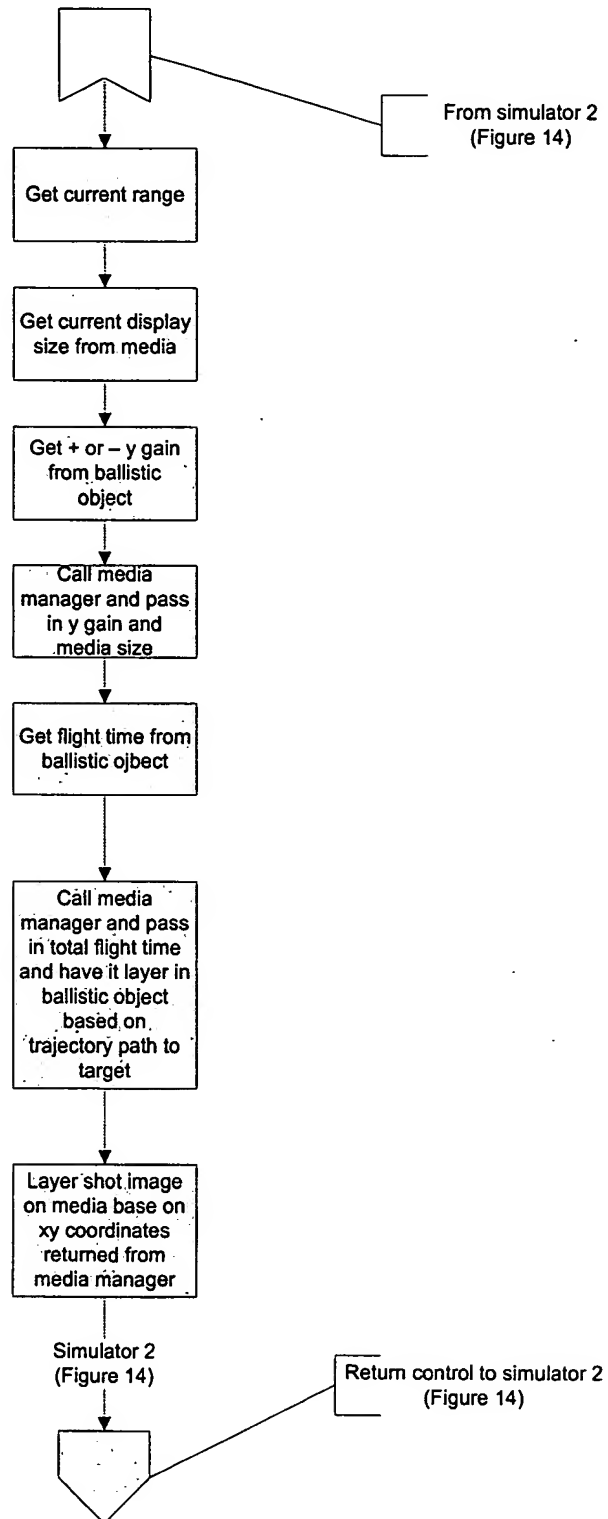 From simulator 2
(Figure 14)
Get current range
Get current display
size from media
Get + or – y gain
from ballistic
object
Call media
manager and pass
in y gain and
media size
Get flight time from
ballistic ojbect
Call media
manager and pass
in total flight time
and have it layer in
ballistic object
based on
trajectory path to
target
Layer shot image
on media base on
xy coordinates
returned from
media manager
Simulator 2
(Figure 14)
Return control to simulator 2
(Figure 14)